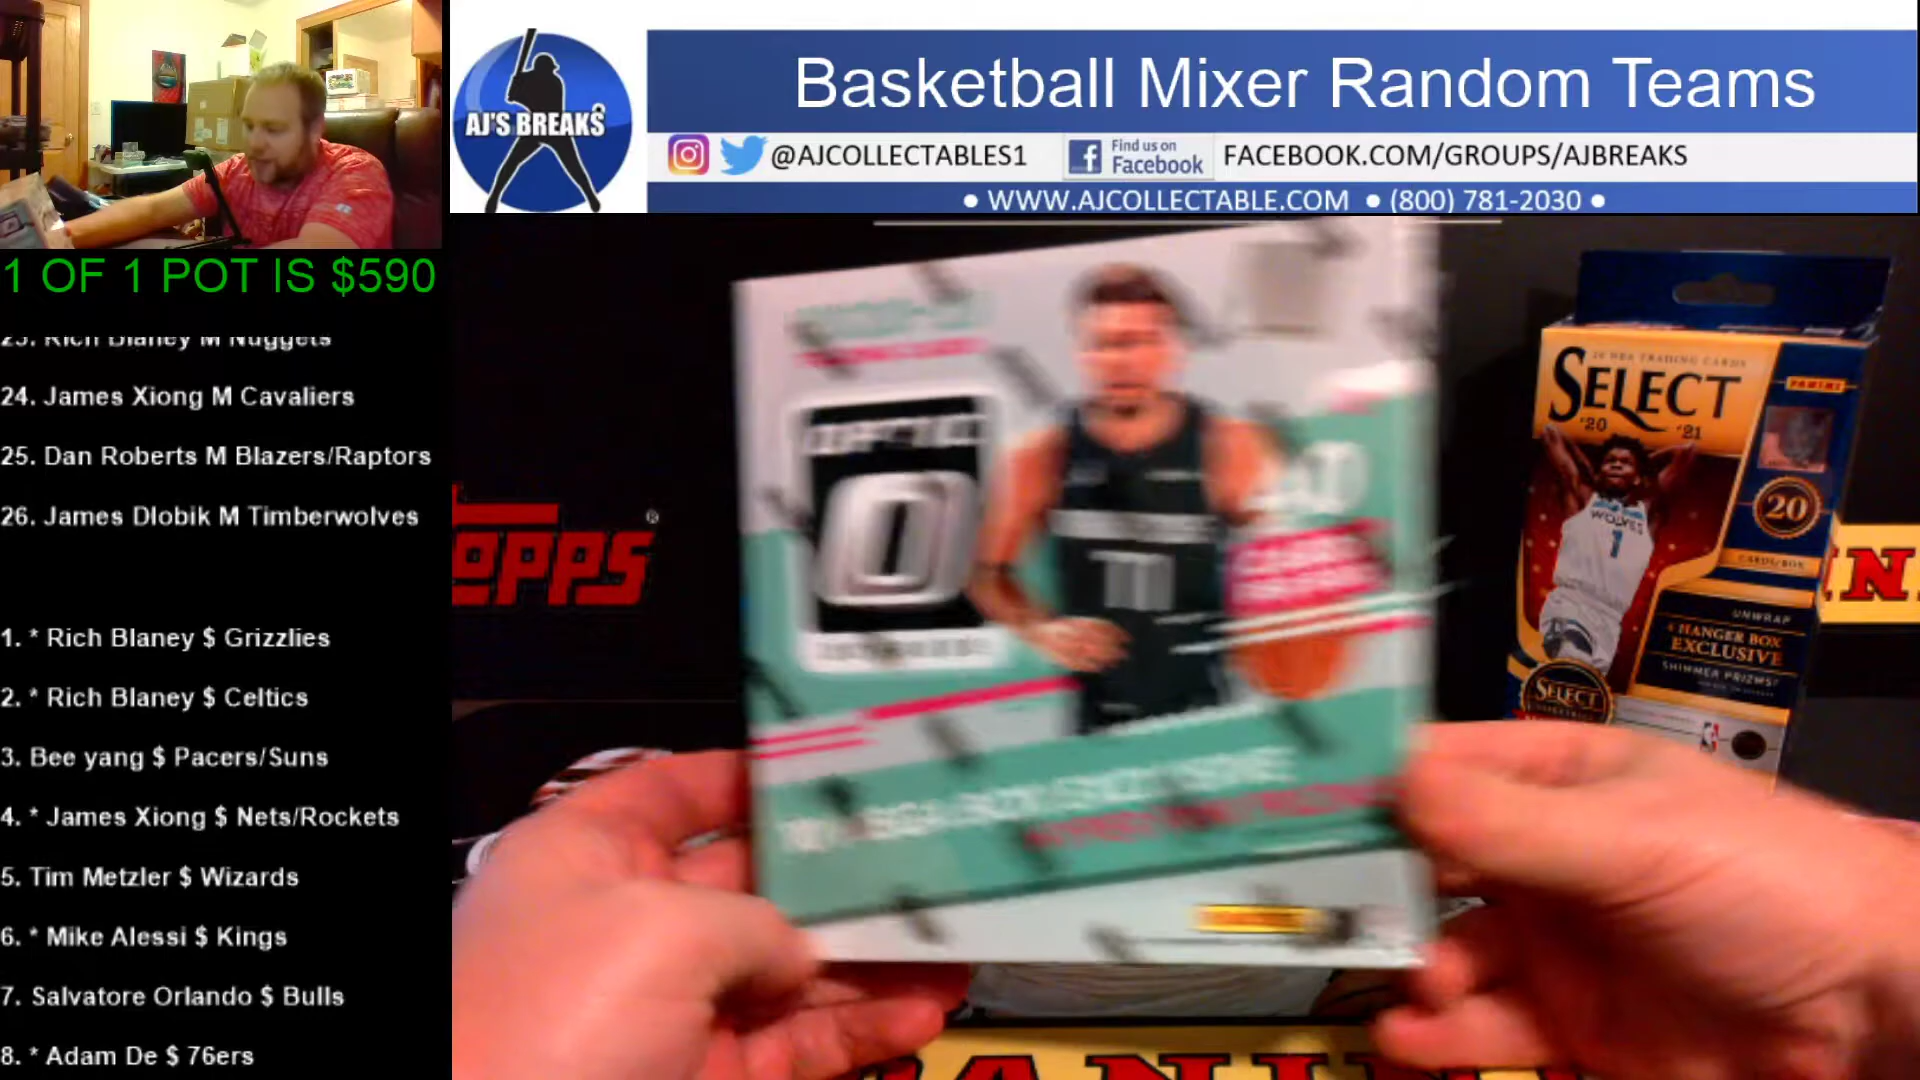 AJ'S BREAKS
Basketball Mixer Random Teams
@AJCOLLECTABLES1
Find us on
Facebook
FACEBOOK.COM/GROUPS/AJBREAKS
• WWW.AJCOLLECTABLE.COM • (800) 781-2030 •
1 OF 1 POT IS $590
23. Rich Blaney M Nuggets
24. James Xiong M Cavaliers
25. Dan Roberts M Blazers/Raptors
26. James Dlobik M Timberwolves
1. * Rich Blaney $ Grizzlies
2. * Rich Blaney $ Celtics
3. Bee yang $ Pacers/Suns
4. * James Xiong $ Nets/Rockets
5. Tim Metzler $ Wizards
6. * Mike Alessi $ Kings
7. Salvatore Orlando $ Bulls
8. * Adam De $ 76ers
TOPPS ®
OPTIC
20 NBA TRADING CARDS
SELECT
'20 '21
PANINI
20
CARDS/BOX
WOLVES
1
UNWRAP
HANGER BOX
EXCLUSIVE
SHIMMER PRIZMS!
SELECT
PANINI